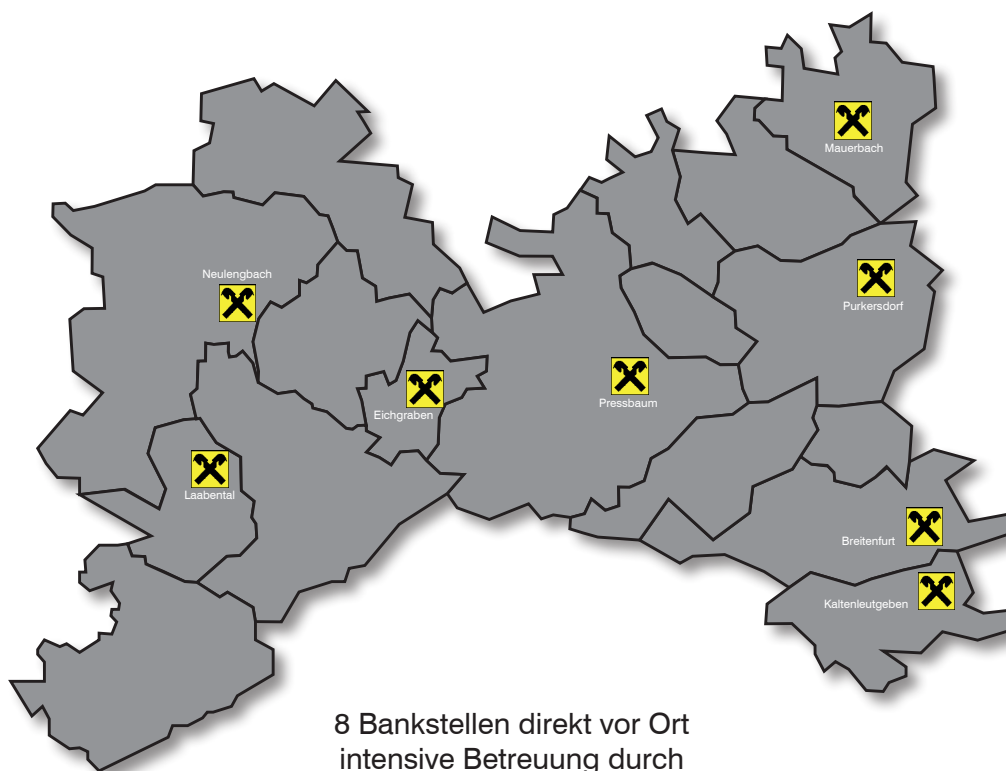 Mauerbach
Neulengbach
Purkersdorf
Pressbaum
Eichgraben
Laabental
Breitenfurt
Kaltenleutgeben
8 Bankstellen direkt vor Ort
intensive Betreuung durch